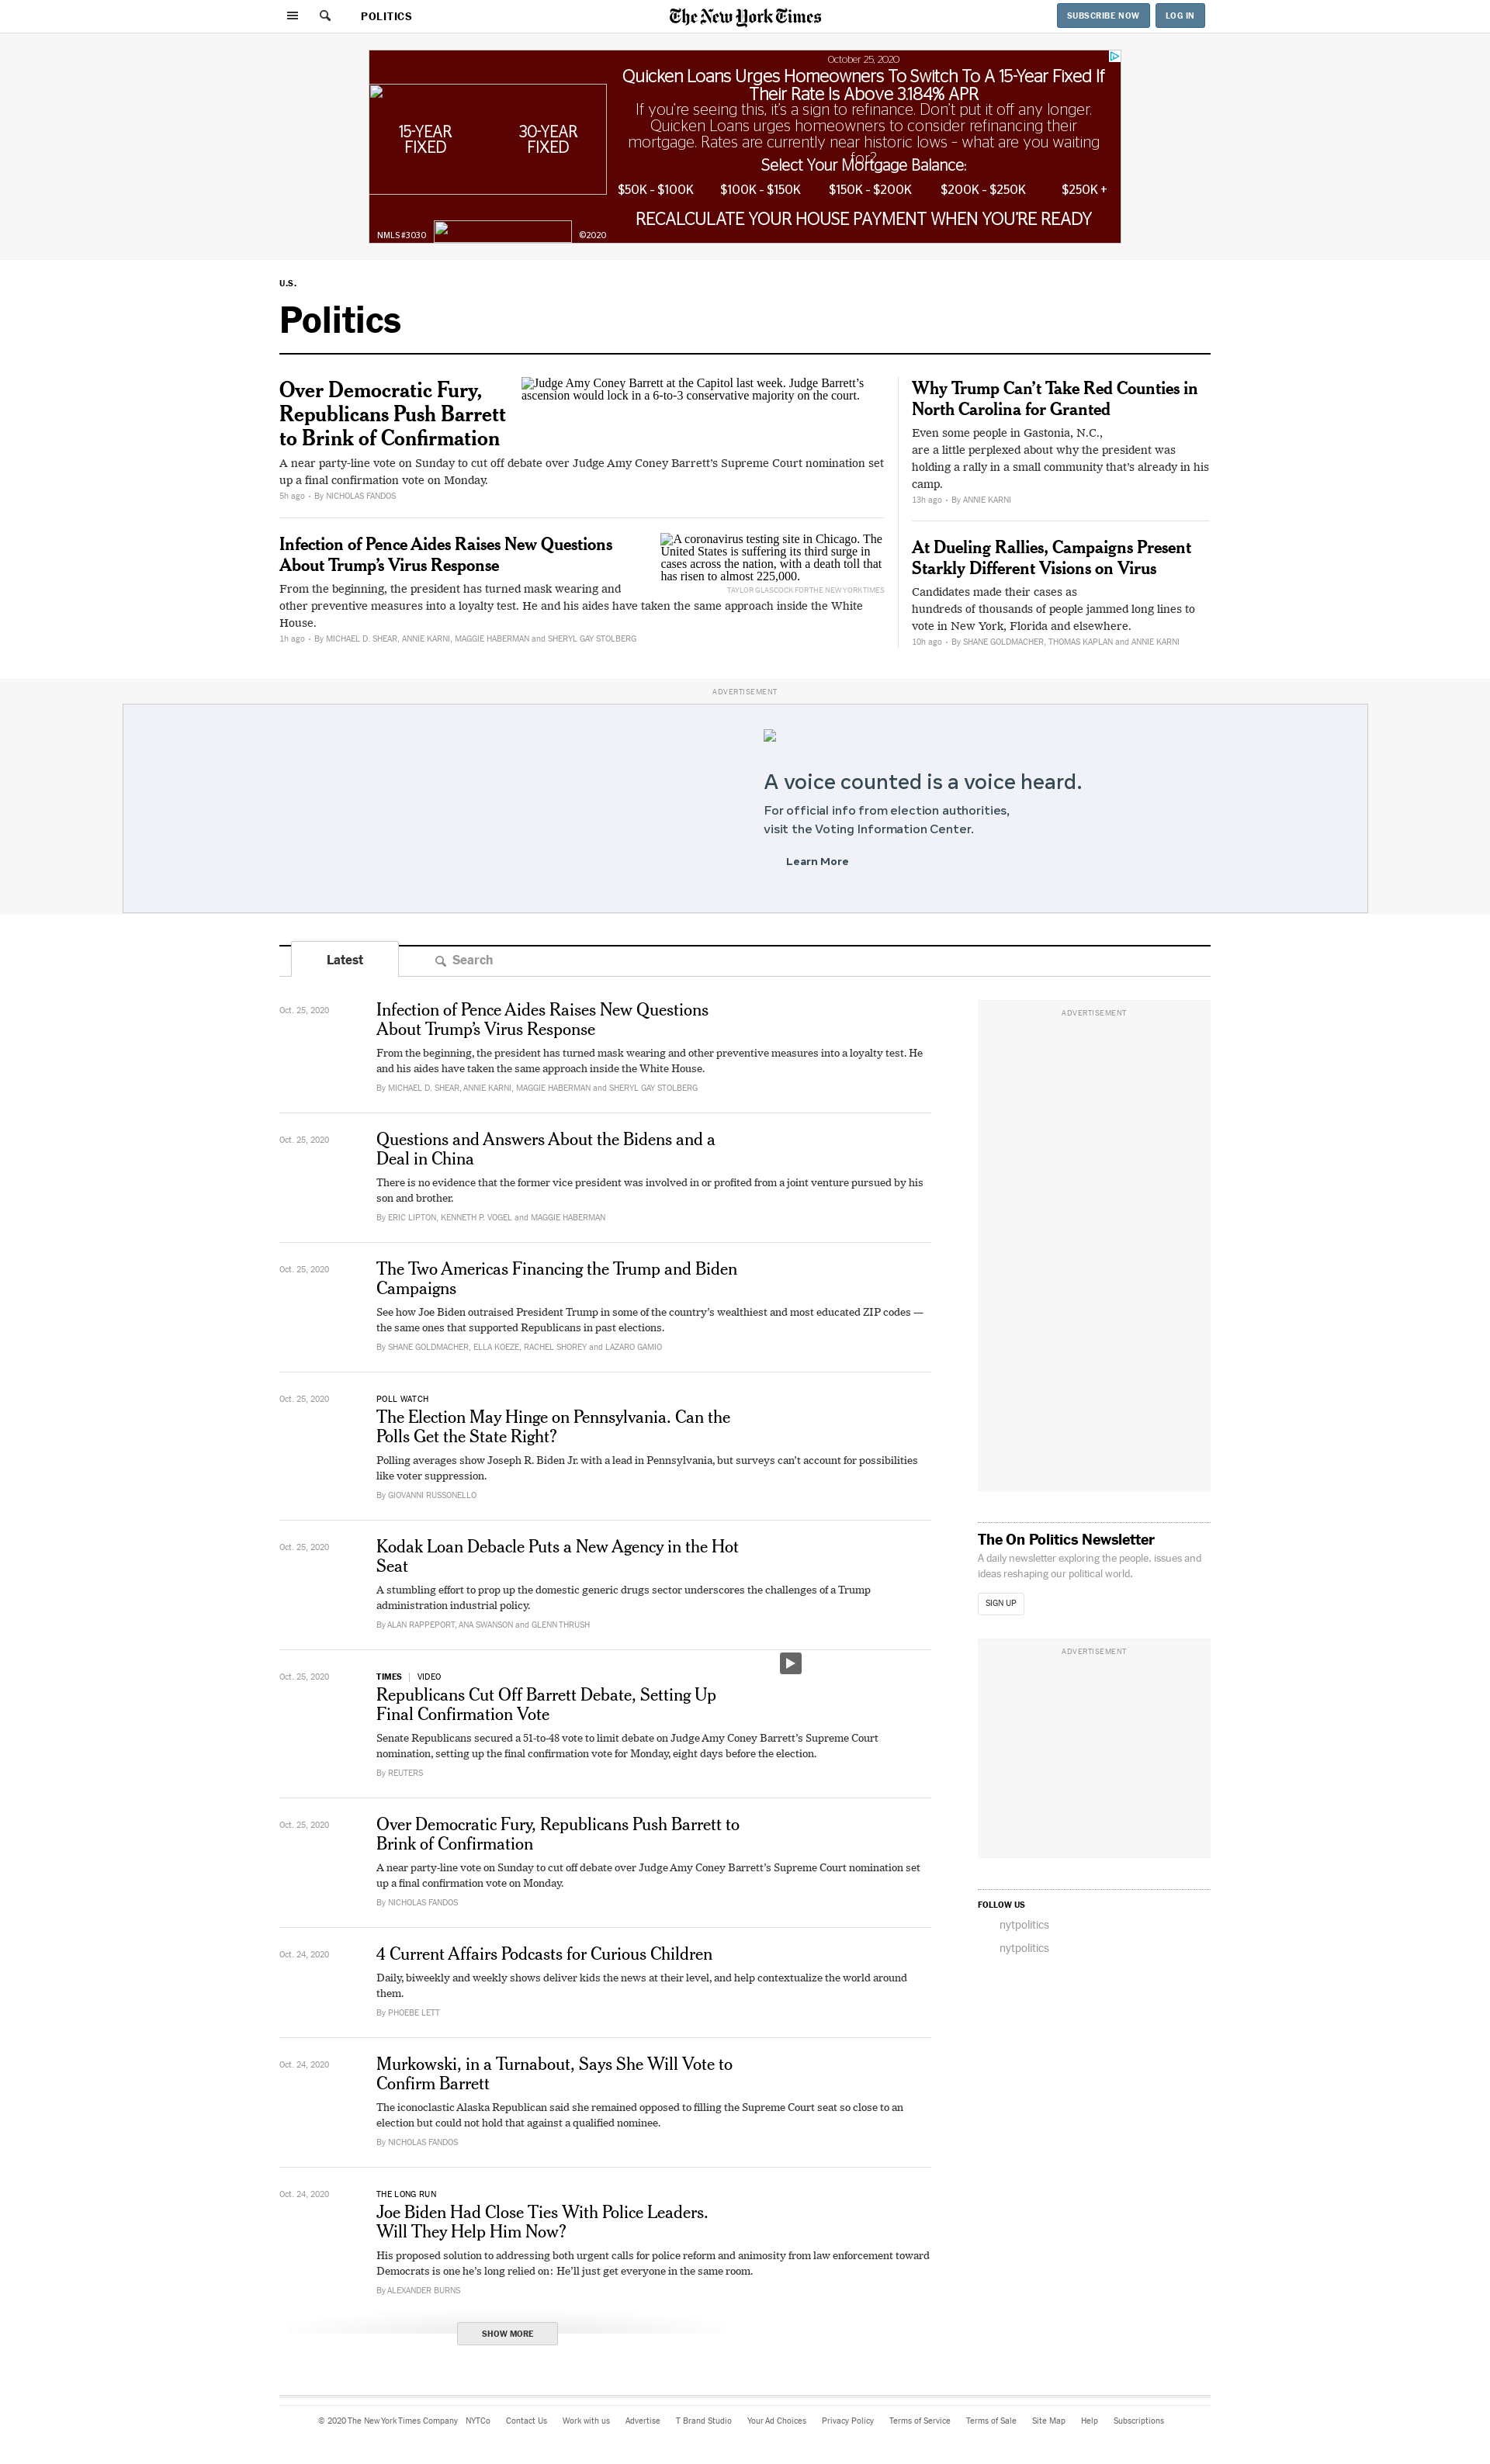 POLITICS
The New York Times
SUBSCRIBE NOW
LOG IN
October 25, 2020
Quicken Loans Urges Homeowners To Switch To A 15-Year Fixed If
Their Rate Is Above 3.184% APR
If you're seeing this, it's a sign to refinance. Don't put it off any longer.
Quicken Loans urges homeowners to consider refinancing their
mortgage. Rates are currently near historic lows - what are you waiting
for?
15-YEAR
FIXED
30-YEAR
FIXED
Select Your Mortgage Balance:
$50K - $100K
$100K - $150K
$150K - $200K
$200K - $250K
$250K +
RECALCULATE YOUR HOUSE PAYMENT WHEN YOU'RE READY
NMLS#3030
©2020
U.S.
Politics
Over Democratic Fury,
Republicans Push Barrett
to Brink of Confirmation
Judge Amy Coney Barrett at the Capitol last week. Judge Barrett’s
ascension would lock in a 6-to-3 conservative majority on the court.
A near party-line vote on Sunday to cut off debate over Judge Amy Coney Barrett’s Supreme Court nomination set
up a final confirmation vote on Monday.
5h ago • By NICHOLAS FANDOS
Infection of Pence Aides Raises New Questions
About Trump’s Virus Response
A coronavirus testing site in Chicago. The
United States is suffering its third surge in
cases across the nation, with a death toll that
has risen to almost 225,000.
TAYLOR GLASCOCK FOR THE NEW YORK TIMES
From the beginning, the president has turned mask wearing and
other preventive measures into a loyalty test. He and his aides have taken the same approach inside the White
House.
1h ago • By MICHAEL D. SHEAR, ANNIE KARNI, MAGGIE HABERMAN and SHERYL GAY STOLBERG
Why Trump Can’t Take Red Counties in
North Carolina for Granted
Even some people in Gastonia, N.C.,
are a little perplexed about why the president was
holding a rally in a small community that’s already in his
camp.
13h ago • By ANNIE KARNI
At Dueling Rallies, Campaigns Present
Starkly Different Visions on Virus
Candidates made their cases as
hundreds of thousands of people jammed long lines to
vote in New York, Florida and elsewhere.
10h ago • By SHANE GOLDMACHER, THOMAS KAPLAN and ANNIE KARNI
ADVERTISEMENT
A voice counted is a voice heard.
For official info from election authorities,
visit the Voting Information Center.
Learn More
Latest
Search
Oct. 25, 2020
Infection of Pence Aides Raises New Questions
About Trump’s Virus Response
From the beginning, the president has turned mask wearing and other preventive measures into a loyalty test. He
and his aides have taken the same approach inside the White House.
By MICHAEL D. SHEAR, ANNIE KARNI, MAGGIE HABERMAN and SHERYL GAY STOLBERG
Oct. 25, 2020
Questions and Answers About the Bidens and a
Deal in China
There is no evidence that the former vice president was involved in or profited from a joint venture pursued by his
son and brother.
By ERIC LIPTON, KENNETH P. VOGEL and MAGGIE HABERMAN
Oct. 25, 2020
The Two Americas Financing the Trump and Biden
Campaigns
See how Joe Biden outraised President Trump in some of the country’s wealthiest and most educated ZIP codes —
the same ones that supported Republicans in past elections.
By SHANE GOLDMACHER, ELLA KOEZE, RACHEL SHOREY and LAZARO GAMIO
Oct. 25, 2020
POLL WATCH
The Election May Hinge on Pennsylvania. Can the
Polls Get the State Right?
Polling averages show Joseph R. Biden Jr. with a lead in Pennsylvania, but surveys can’t account for possibilities
like voter suppression.
By GIOVANNI RUSSONELLO
Oct. 25, 2020
Kodak Loan Debacle Puts a New Agency in the Hot
Seat
A stumbling effort to prop up the domestic generic drugs sector underscores the challenges of a Trump
administration industrial policy.
By ALAN RAPPEPORT, ANA SWANSON and GLENN THRUSH
Oct. 25, 2020
TIMES | VIDEO
Republicans Cut Off Barrett Debate, Setting Up
Final Confirmation Vote
Senate Republicans secured a 51-to-48 vote to limit debate on Judge Amy Coney Barrett’s Supreme Court
nomination, setting up the final confirmation vote for Monday, eight days before the election.
By REUTERS
Oct. 25, 2020
Over Democratic Fury, Republicans Push Barrett to
Brink of Confirmation
A near party-line vote on Sunday to cut off debate over Judge Amy Coney Barrett’s Supreme Court nomination set
up a final confirmation vote on Monday.
By NICHOLAS FANDOS
Oct. 24, 2020
4 Current Affairs Podcasts for Curious Children
Daily, biweekly and weekly shows deliver kids the news at their level, and help contextualize the world around
them.
By PHOEBE LETT
Oct. 24, 2020
Murkowski, in a Turnabout, Says She Will Vote to
Confirm Barrett
The iconoclastic Alaska Republican said she remained opposed to filling the Supreme Court seat so close to an
election but could not hold that against a qualified nominee.
By NICHOLAS FANDOS
Oct. 24, 2020
THE LONG RUN
Joe Biden Had Close Ties With Police Leaders.
Will They Help Him Now?
His proposed solution to addressing both urgent calls for police reform and animosity from law enforcement toward
Democrats is one he’s long relied on: He’ll just get everyone in the same room.
By ALEXANDER BURNS
SHOW MORE
ADVERTISEMENT
The On Politics Newsletter
A daily newsletter exploring the people, issues and
ideas reshaping our political world.
SIGN UP
ADVERTISEMENT
FOLLOW US
nytpolitics
nytpolitics
© 2020 The New York Times Company NYTCo Contact Us Work with us Advertise T Brand Studio Your Ad Choices Privacy Policy Terms of Service Terms of Sale Site Map Help Subscriptions